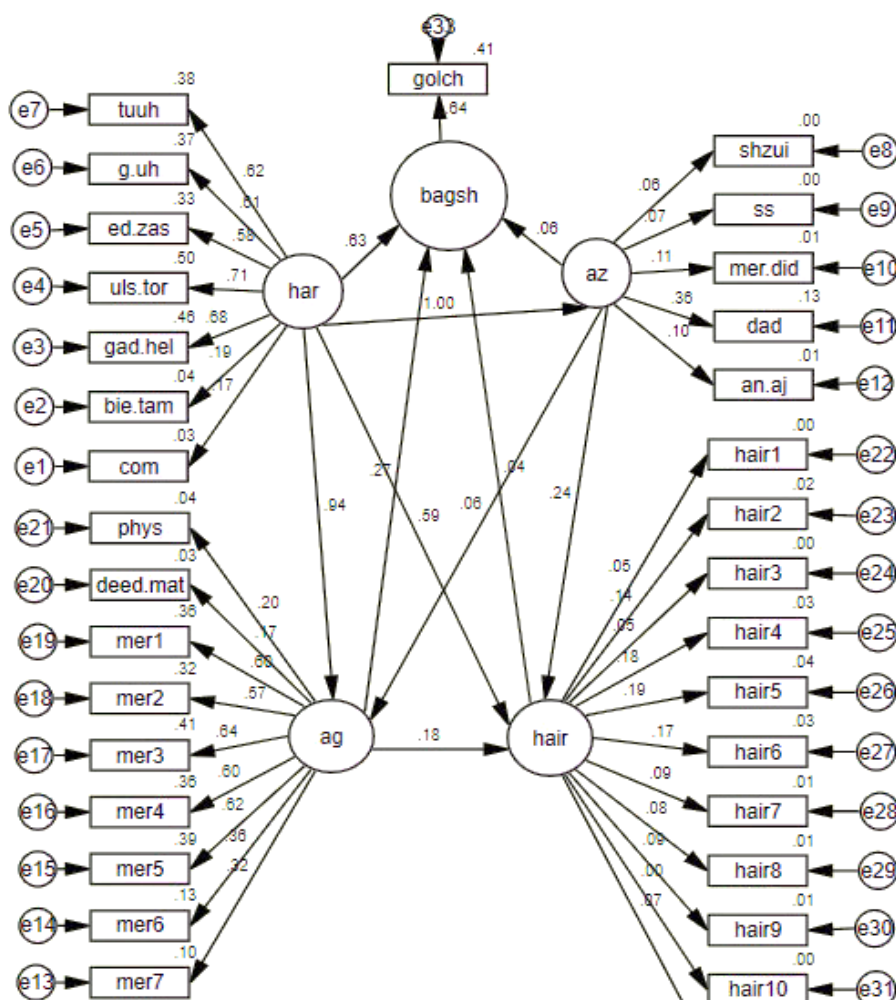 e33
.41
golch
.64
bagsh
.38
e7
tuuh
.62
.37
e6
g.uh
.61
.33
e5
ed.zas
.58
.50
e4
uls.tor
.71
.46
e3
gad.hel
.68
.04
e2
bie.tam
.19
.03
e1
com
.17
har
.63
1.00
.06
az
.00
shzui
e8
.06
.00
ss
e9
.07
.01
mer.did
e10
.11
.13
dad
e11
.36
.01
an.aj
e12
.10
.94
.27
.59
.06
.04
.24
.04
e21
phys
.20
.03
e20
deed.mat
.17
.36
e19
mer1
.60
.32
e18
mer2
.57
.41
e17
mer3
.64
.36
e16
mer4
.60
.39
e15
mer5
.62
.13
e14
mer6
.36
.10
e13
mer7
.32
ag
.18
hair
.00
hair1
e22
.05
.02
hair2
e23
.14
.00
hair3
e24
.05
.03
hair4
e25
.18
.04
hair5
e26
.19
.03
hair6
e27
.17
.01
hair7
e28
.09
.01
hair8
e29
.08
.01
hair9
e30
.09
.00
hair10
e31
.00
.07